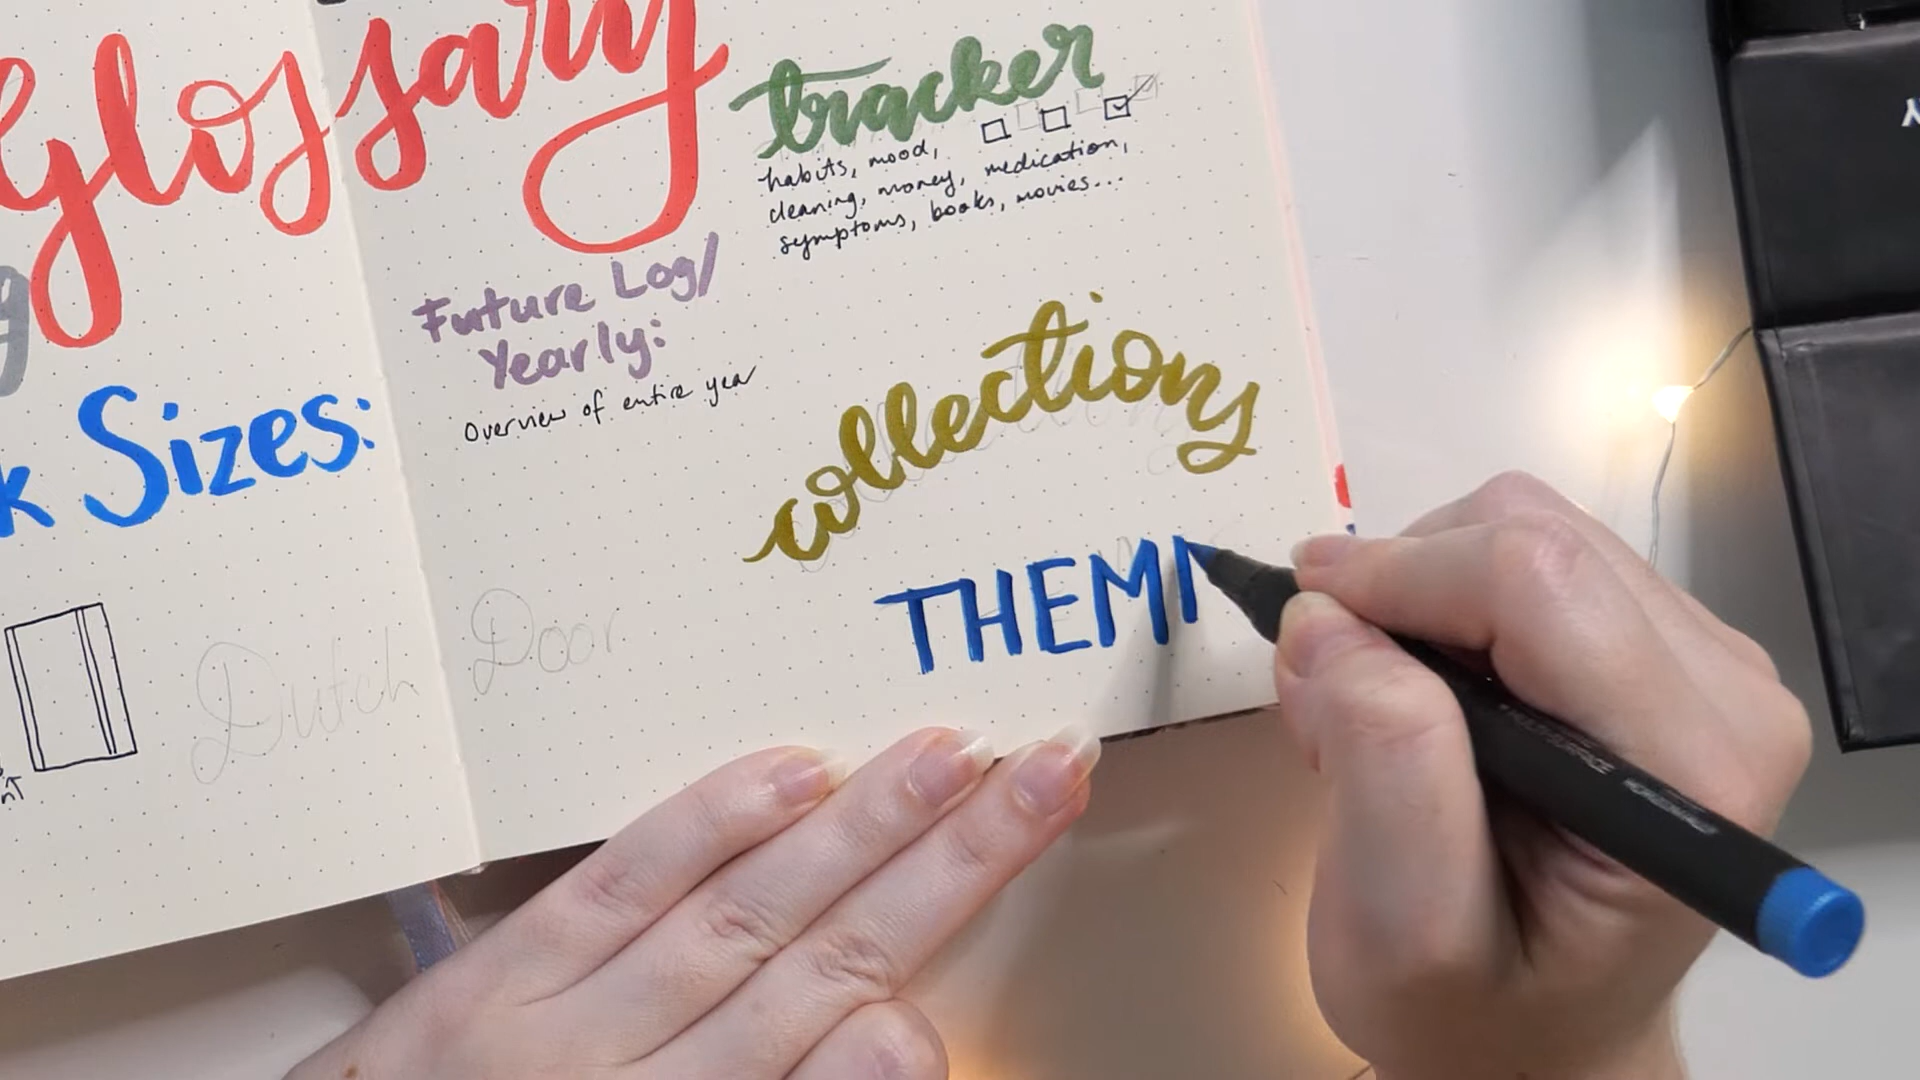 Glossary
tracker
habits, mood,
cleaning, money, medication,
symptoms, books, movies...
Future Log/
Yearly:
Overview of entire year
Sizes:
collections
THEM
Dutch Door